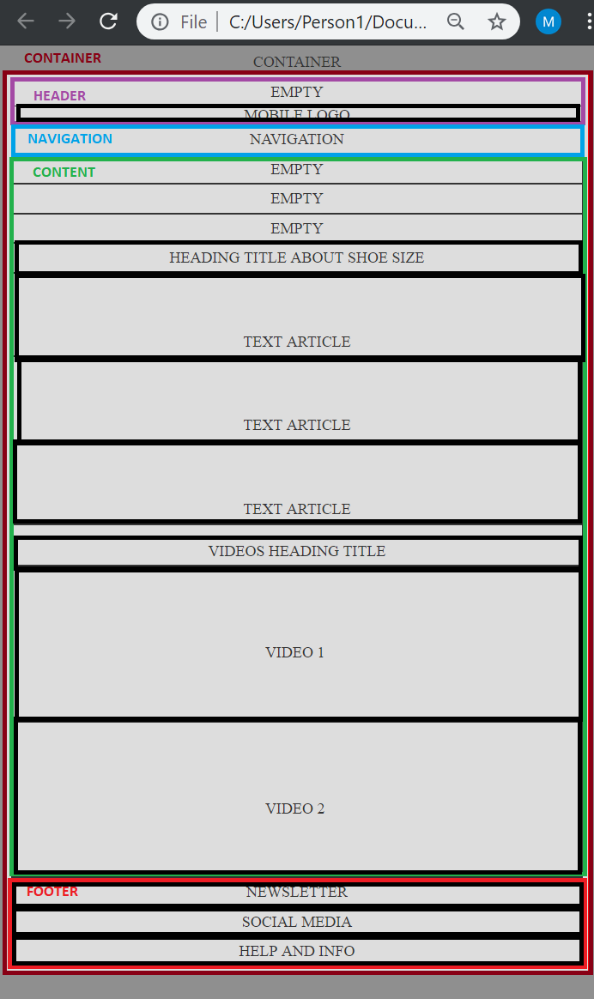 File C:/Users/Person1/Docu... M
CONTAINER CONTAINER
HEADER EMPTY
MOBILE LOGO
NAVIGATION NAVIGATION
CONTENT EMPTY
EMPTY
EMPTY
HEADING TITLE ABOUT SHOE SIZE
TEXT ARTICLE
TEXT ARTICLE
TEXT ARTICLE
VIDEOS HEADING TITLE
VIDEO 1
VIDEO 2
FOOTER NEWSLETTER
SOCIAL MEDIA
HELP AND INFO